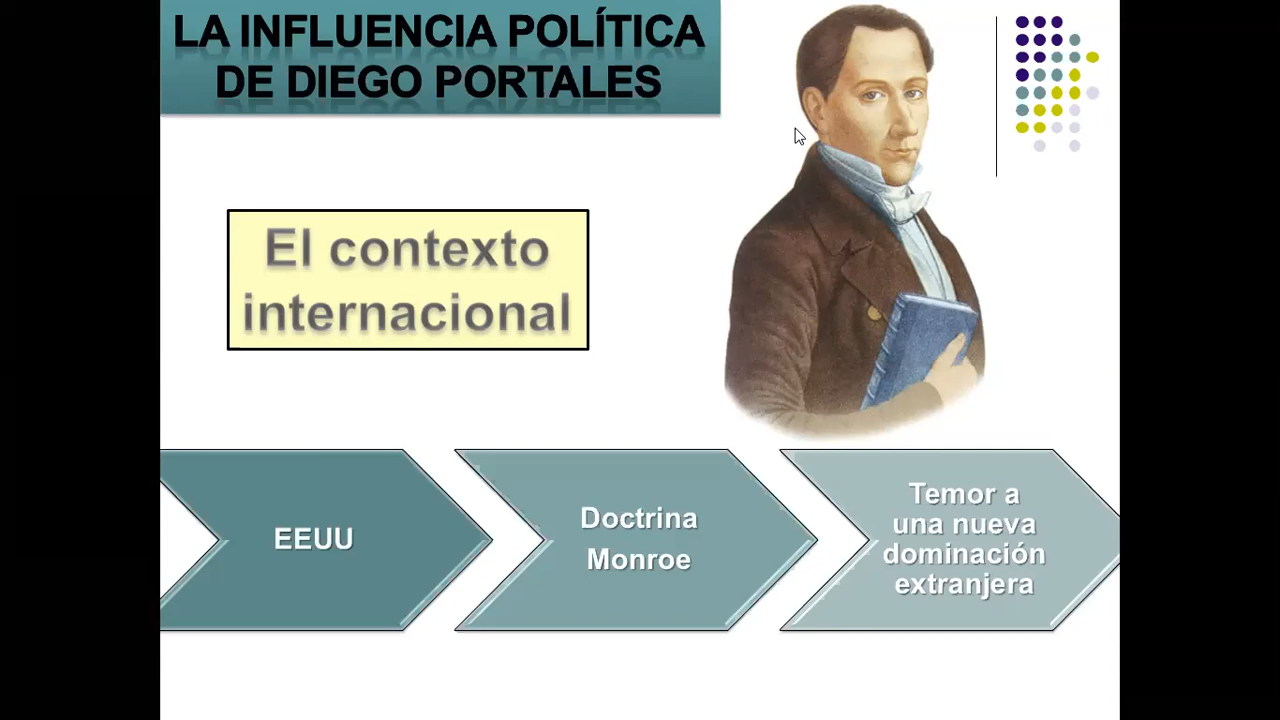 LA INFLUENCIA POLÍTICA
DE DIEGO PORTALES
El contexto
internacional
EEUU
Doctrina
Monroe
Temor a
una nueva
dominación
extranjera